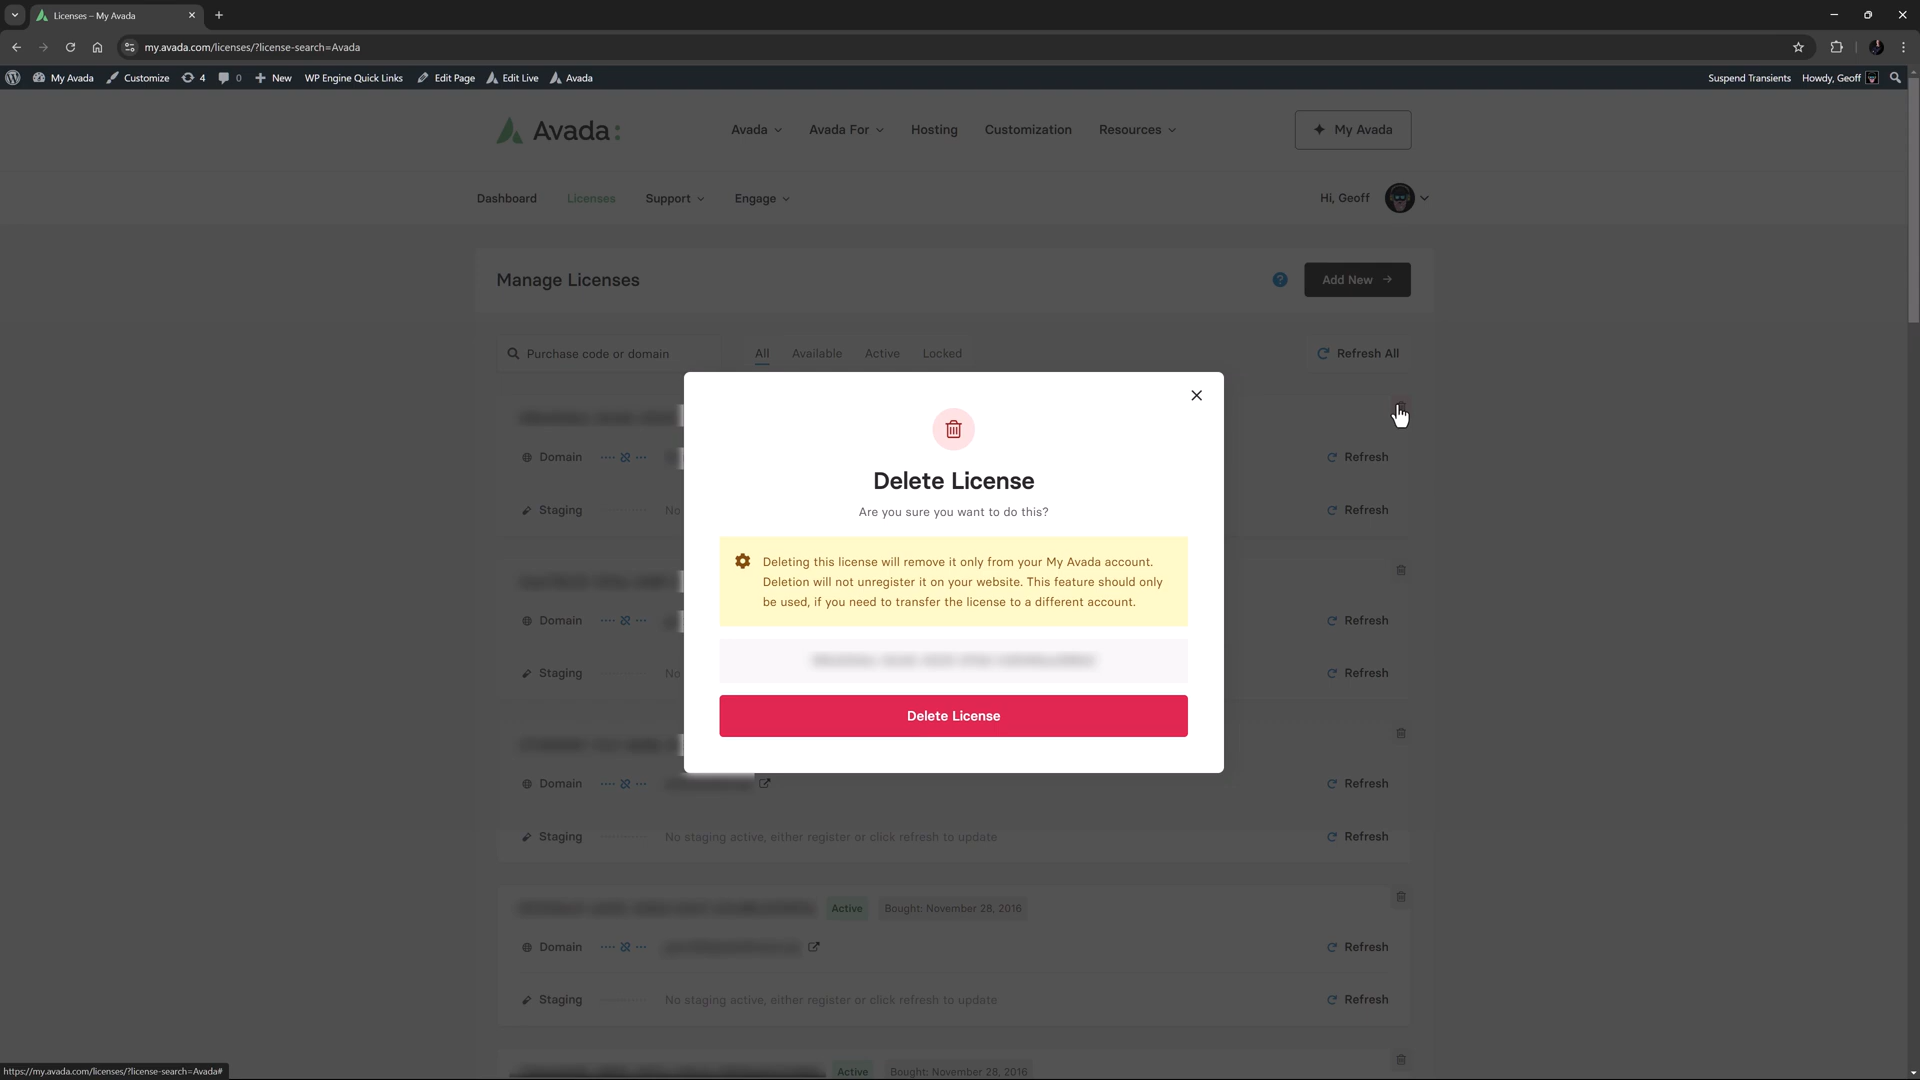 Licenses – My Avada
my.avada.com/licenses/?license-search=Avada
My Avada Customize 4 0 New WP Engine Quick Links Edit Page Edit Live Avada Suspend Transients Howdy, Geoff
Avada: Avada Avada For Hosting Customization Resources My Avada
Dashboard Licenses Support Engage Hi, Geoff
Manage Licenses ? Add New
Purchase code or domain All Available Active Locked Refresh All
Delete License
Are you sure you want to do this?
Deleting this license will remove it only from your My Avada account.
Deletion will not unregister it on your website. This feature should only
be used, if you need to transfer the license to a different account.
Delete License
Domain Refresh
Staging No Refresh
Domain Refresh
Staging No Refresh
Domain Refresh
Staging No staging active, either register or click refresh to update Refresh
Active Bought: November 28, 2016
Domain Refresh
Staging No staging active, either register or click refresh to update Refresh
Active Bought: November 28, 2016
https://my.avada.com/licenses/?license-search=Avada#